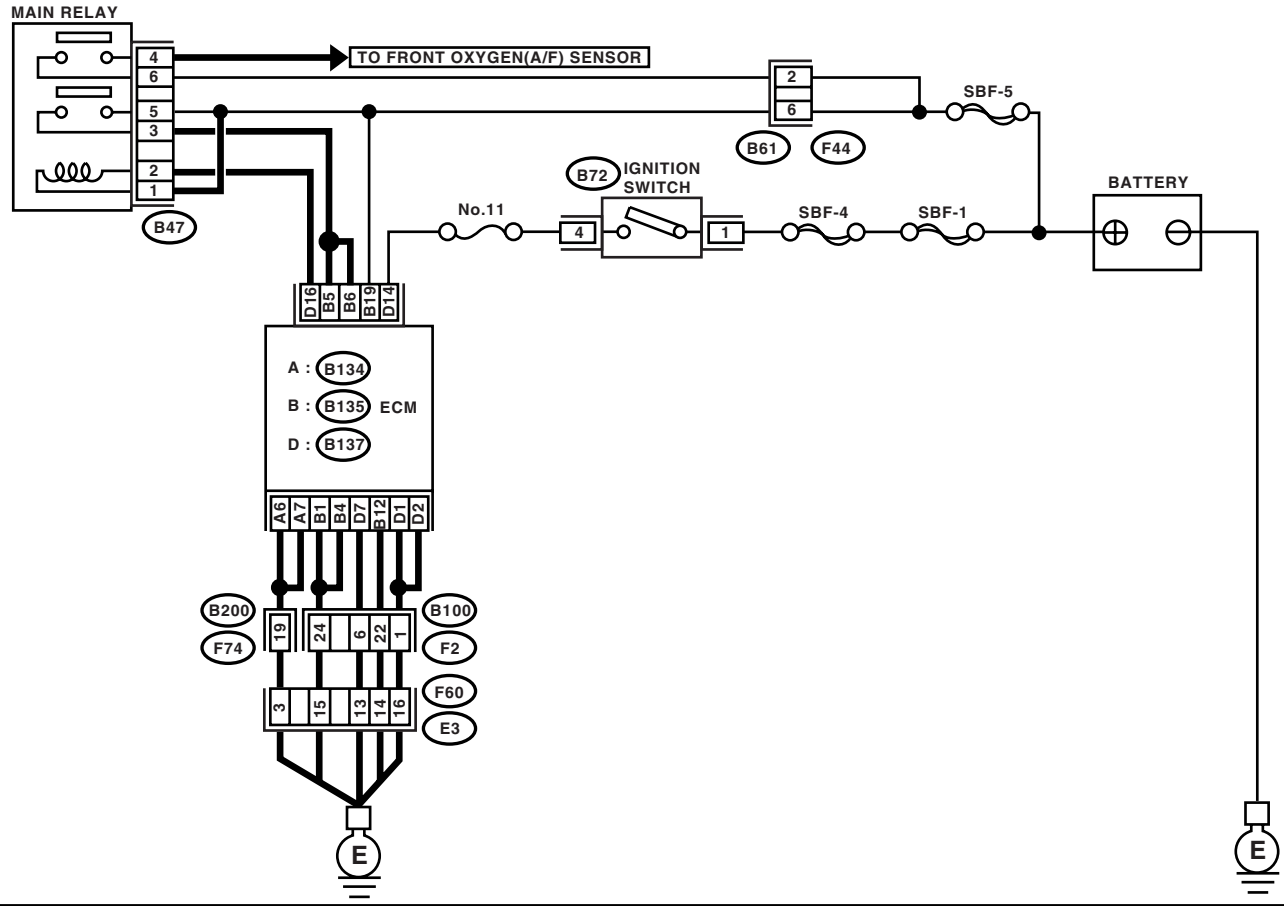 MAIN RELAY
4
TO FRONT OXYGEN(A/F) SENSOR
6
2
5
6
SBF-5
3
B61
F44
2
1
B72
IGNITION
SWITCH
BATTERY
B47
No.11
4
1
SBF-4
SBF-1
D16
B5
B6
B19
D14
A : B134
B : B135 ECM
D : B137
A6
A7
B1
B4
D7
B12
D1
D2
B200
B100
19
24
6
22
1
F74
F2
F60
3
15
13
14
16
E3
E
E